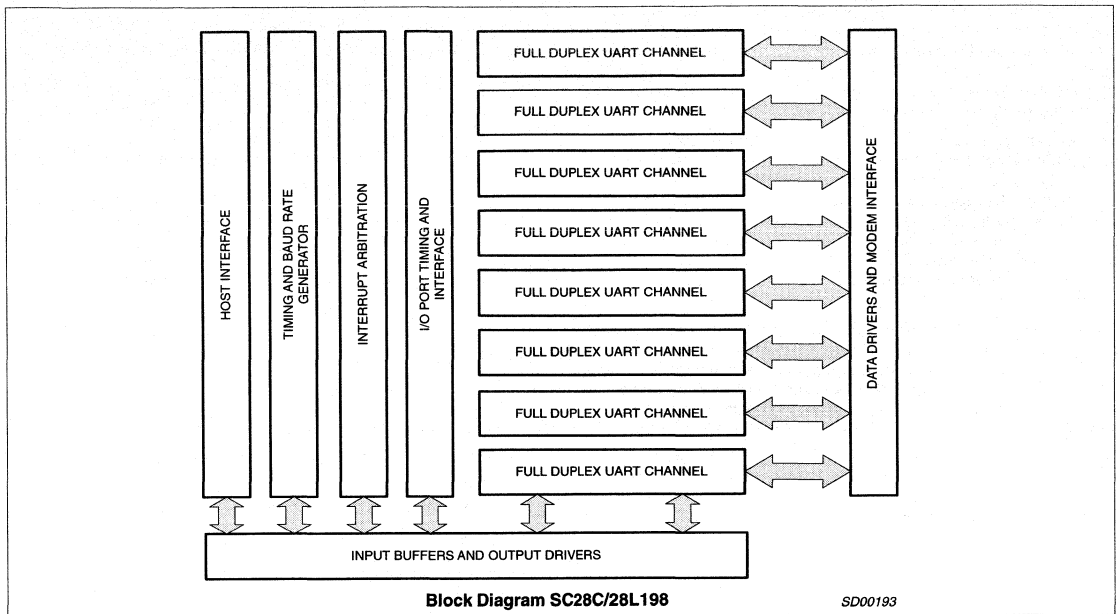 HOST INTERFACE
TIMING AND BAUD RATE
GENERATOR
INTERRUPT ARBITRATION
I/O PORT TIMING AND
INTERFACE
FULL DUPLEX UART CHANNEL
FULL DUPLEX UART CHANNEL
FULL DUPLEX UART CHANNEL
FULL DUPLEX UART CHANNEL
FULL DUPLEX UART CHANNEL
FULL DUPLEX UART CHANNEL
FULL DUPLEX UART CHANNEL
FULL DUPLEX UART CHANNEL
DATA DRIVERS AND MODEM INTERFACE
INPUT BUFFERS AND OUTPUT DRIVERS
Block Diagram SC28C/28L198
SD00193